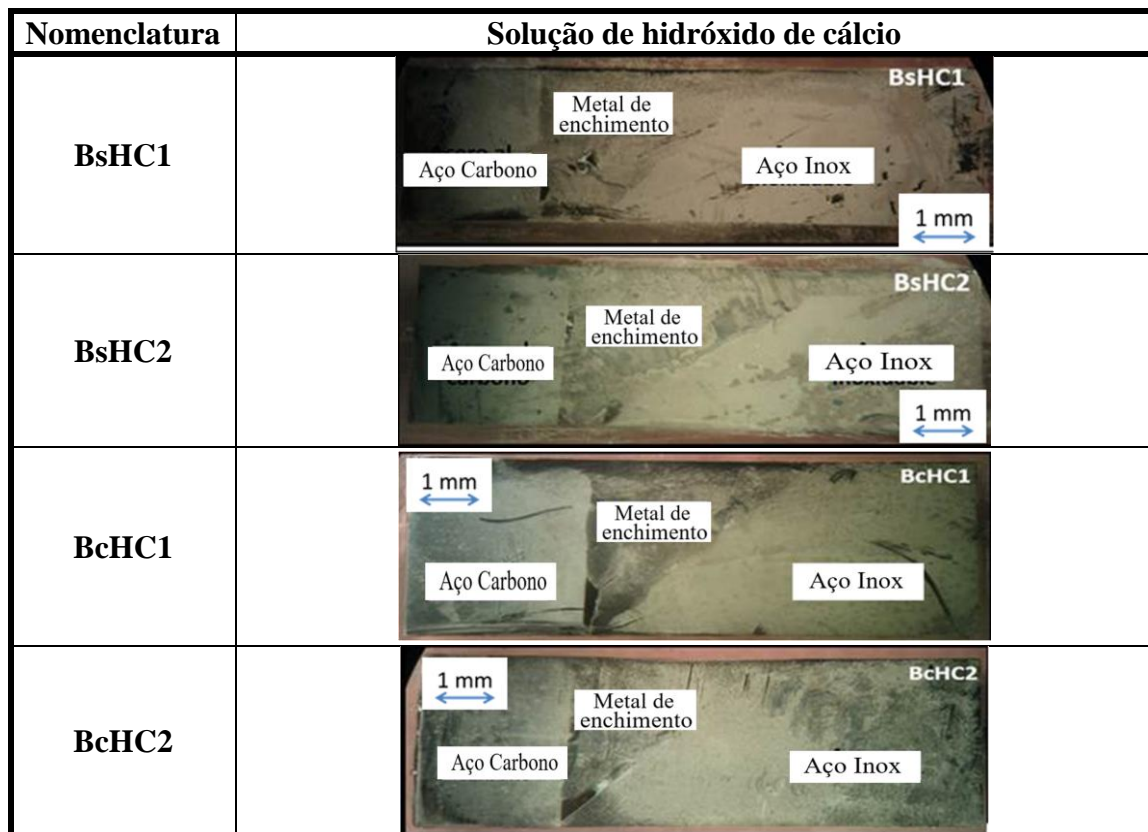 Nomenclatura
Solução de hidróxido de cálcio
BsHC1
BsHC1
Metal de
enchimento
Aço Carbono
Aço Inox
1 mm
BsHC2
BsHC2
Metal de
enchimento
Aço Carbono
Aço Inox
1 mm
BcHC1
BcHC1
1 mm
Metal de
enchimento
Aço Carbono
Aço Inox
BcHC2
BcHC2
1 mm
Metal de
enchimento
Aço Carbono
Aço Inox